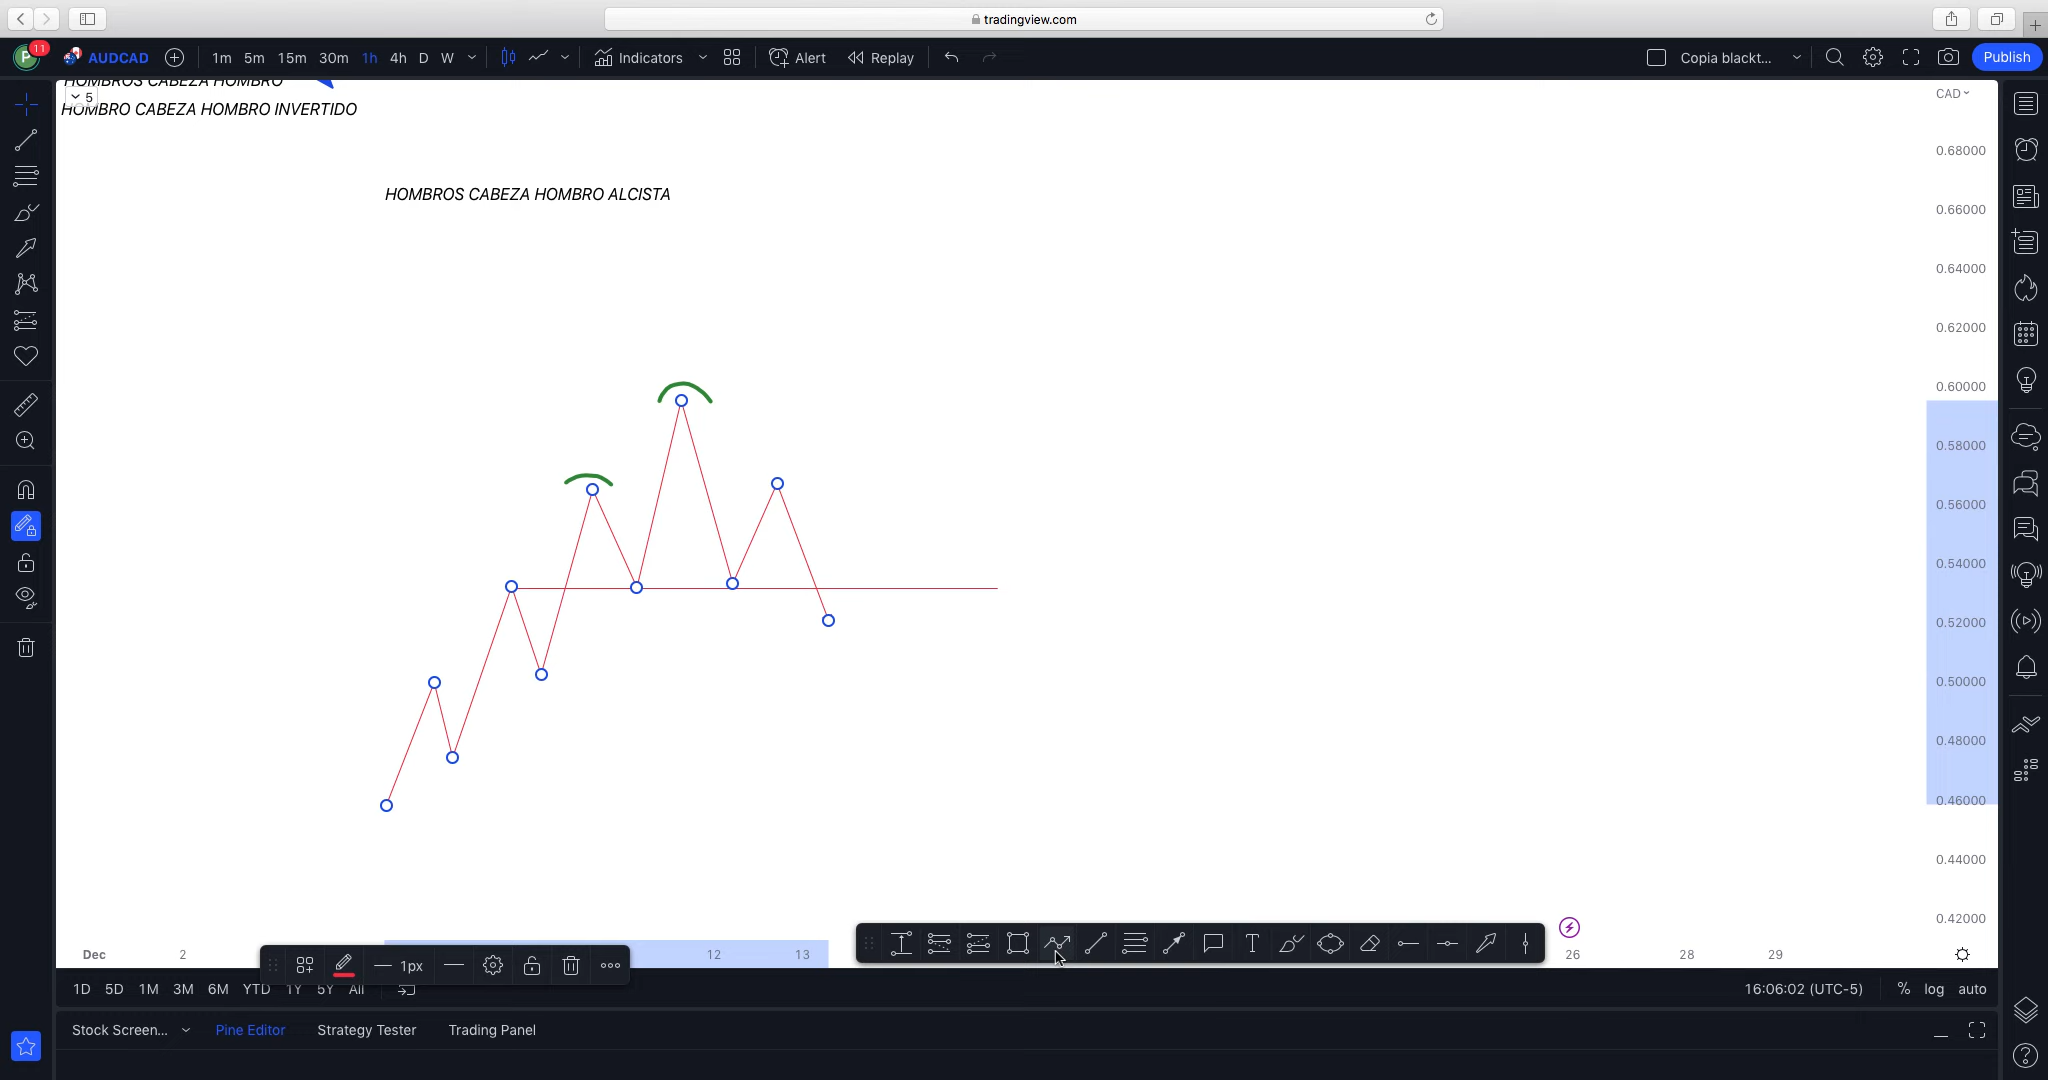 tradingview.com
P 11 AUDCAD 1m 5m 15m 30m 1h 4h D W Indicators Alert Replay Copia blackt... Publish
HOMBROS CABEZA HOMBRO
5
HOMBRO CABEZA HOMBRO INVERTIDO
HOMBROS CABEZA HOMBRO ALCISTA
CAD
0.68000
0.66000
0.64000
0.62000
0.60000
0.58000
0.56000
0.54000
0.52000
0.50000
0.48000
0.46000
0.44000
0.42000
Dec 2 12 13 26 28 29
1px
1D 5D 1M 3M 6M YTD 1Y 5Y All 16:06:02 (UTC-5) % log auto
Stock Screen... Pine Editor Strategy Tester Trading Panel